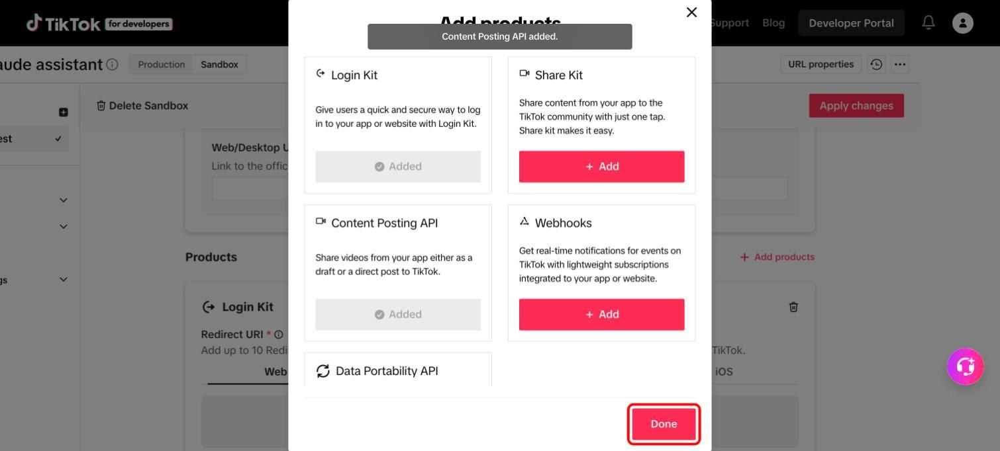 TikTok for developers
Support
Blog
Developer Portal
Add products
Content Posting API added.
aude assistant
Production
Sandbox
URL properties
Delete Sandbox
Apply changes
est
Web/Desktop U
Link to the offic
Products
+ Add products
gs
Login Kit
Redirect URI *
Add up to 10 Redi
TikTok.
Web
iOS
Login Kit
Give users a quick and secure way to log
in to your app or website with Login Kit.
Added
Share Kit
Share content from your app to the
TikTok community with just one tap.
Share kit makes it easy.
+ Add
Content Posting API
Share videos from your app either as a
draft or a direct post to TikTok.
Added
Webhooks
Get real-time notifications for events on
TikTok with lightweight subscriptions
integrated to your app or website.
+ Add
Data Portability API
Done